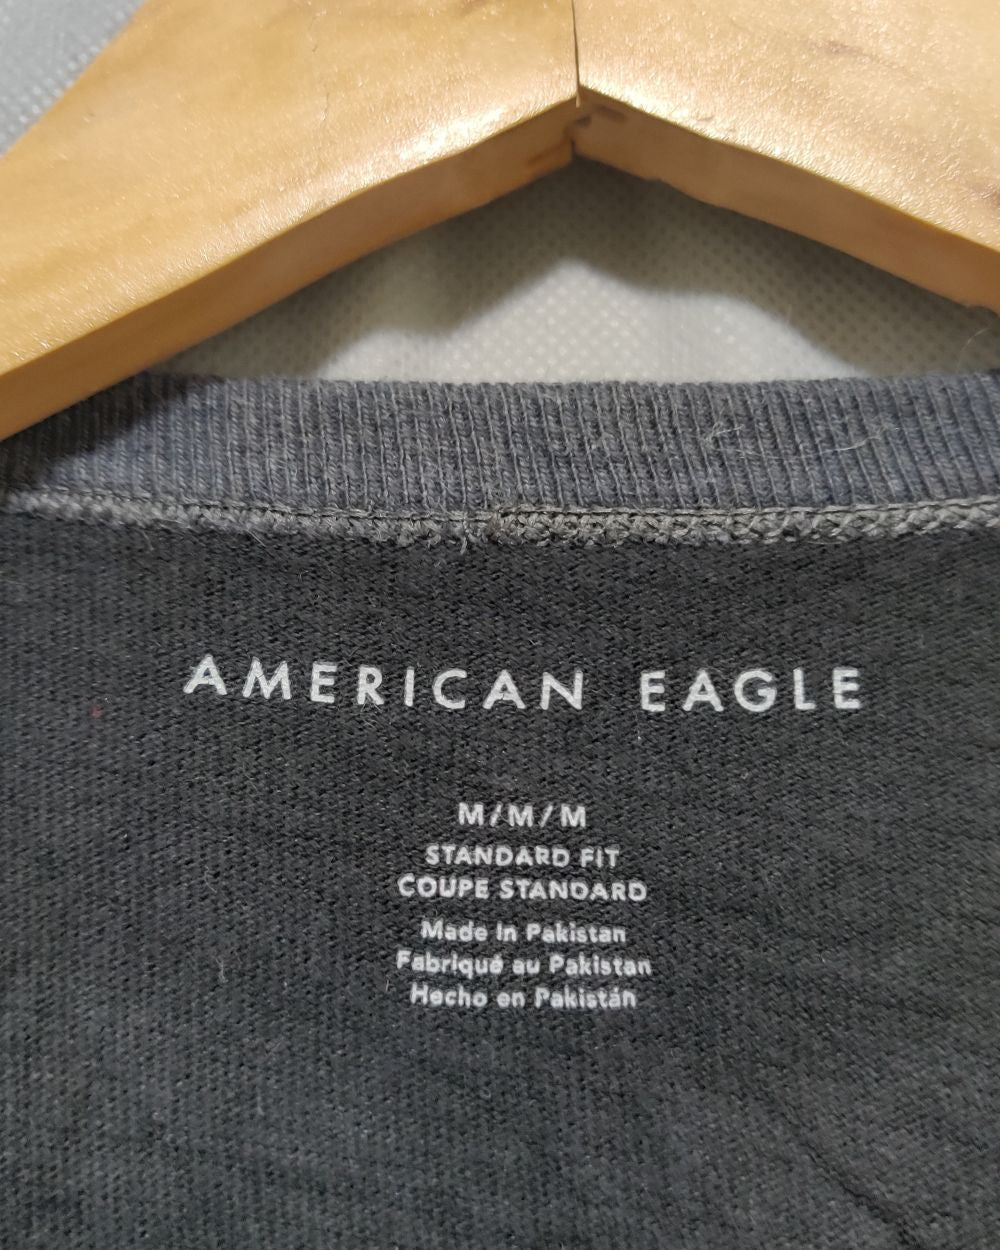 AMERICAN EAGLE
M/M/M
STANDARD FIT
COUPE STANDARD
Made In Pakistan
Fabriqué au Pakistan
Hecho en Pakistán